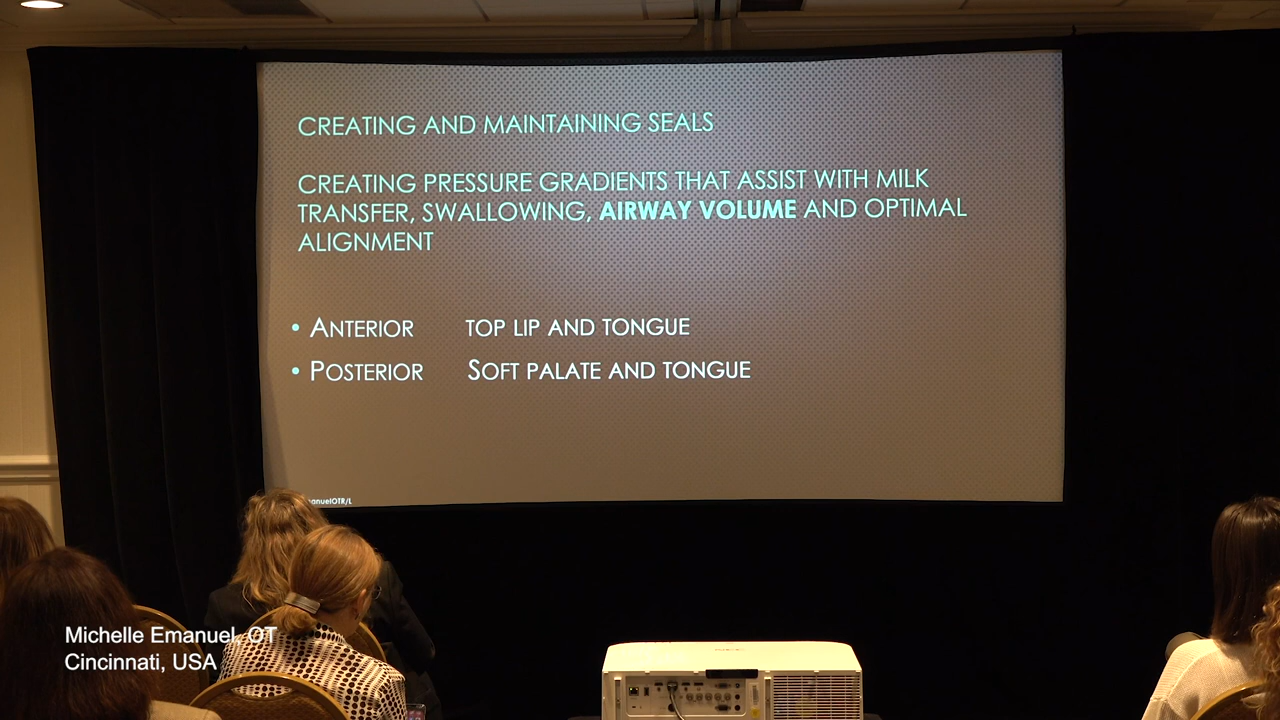 CREATING AND MAINTAINING SEALS
CREATING PRESSURE GRADIENTS THAT ASSIST WITH MILK
TRANSFER, SWALLOWING, AIRWAY VOLUME AND OPTIMAL
ALIGNMENT
• ANTERIOR TOP LIP AND TONGUE
• POSTERIOR SOFT PALATE AND TONGUE
anuelOTR/L
Michelle Emanuel, OT
Cincinnati, USA